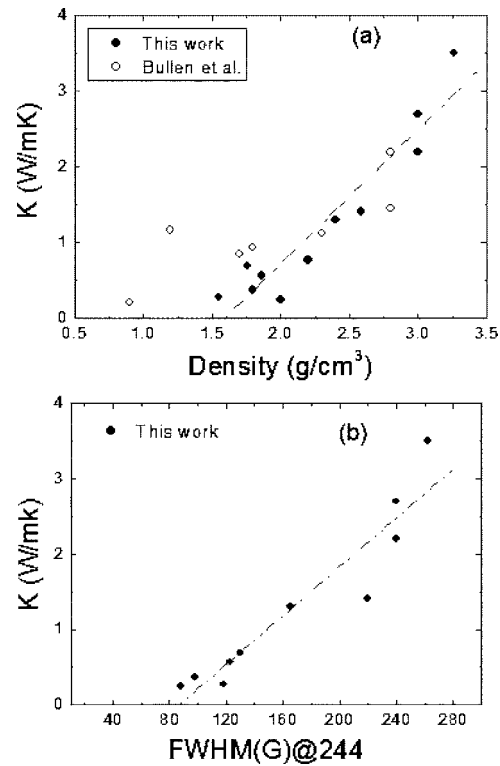 (a)
This work
Bullen et al.
K (W/mK)
4
3
2
1
0
0.5 1.0 1.5 2.0 2.5 3.0 3.5
Density (g/cm³)
(b)
This work
K (W/mk)
4
3
2
1
0
40 80 120 160 200 240 280
FWHM(G)@244